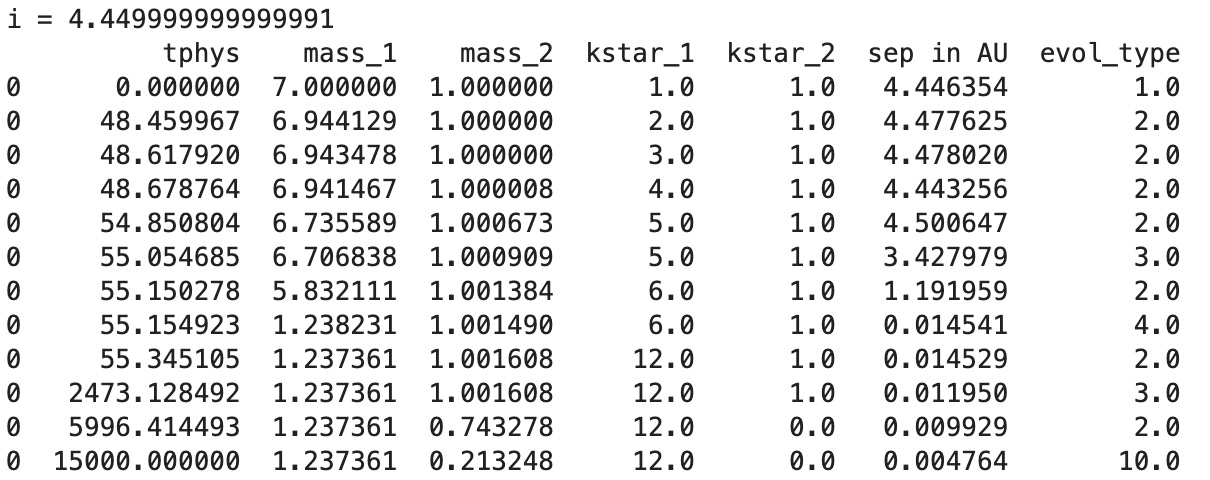 i = 4.449999999999991
tphys mass_1 mass_2 kstar_1 kstar_2 sep in AU evol_type
0 0.000000 7.000000 1.000000 1.0 1.0 4.446354 1.0
0 48.459967 6.944129 1.000000 2.0 1.0 4.477625 2.0
0 48.617920 6.943478 1.000000 3.0 1.0 4.478020 2.0
0 48.678764 6.941467 1.000008 4.0 1.0 4.443256 2.0
0 54.850804 6.735589 1.000673 5.0 1.0 4.500647 2.0
0 55.054685 6.706838 1.000909 5.0 1.0 3.427979 3.0
0 55.150278 5.832111 1.001384 6.0 1.0 1.191959 2.0
0 55.154923 1.238231 1.001490 6.0 1.0 0.014541 4.0
0 55.345105 1.237361 1.001608 12.0 1.0 0.014529 2.0
0 2473.128492 1.237361 1.001608 12.0 1.0 0.011950 3.0
0 5996.414493 1.237361 0.743278 12.0 0.0 0.009929 2.0
0 15000.000000 1.237361 0.213248 12.0 0.0 0.004764 10.0